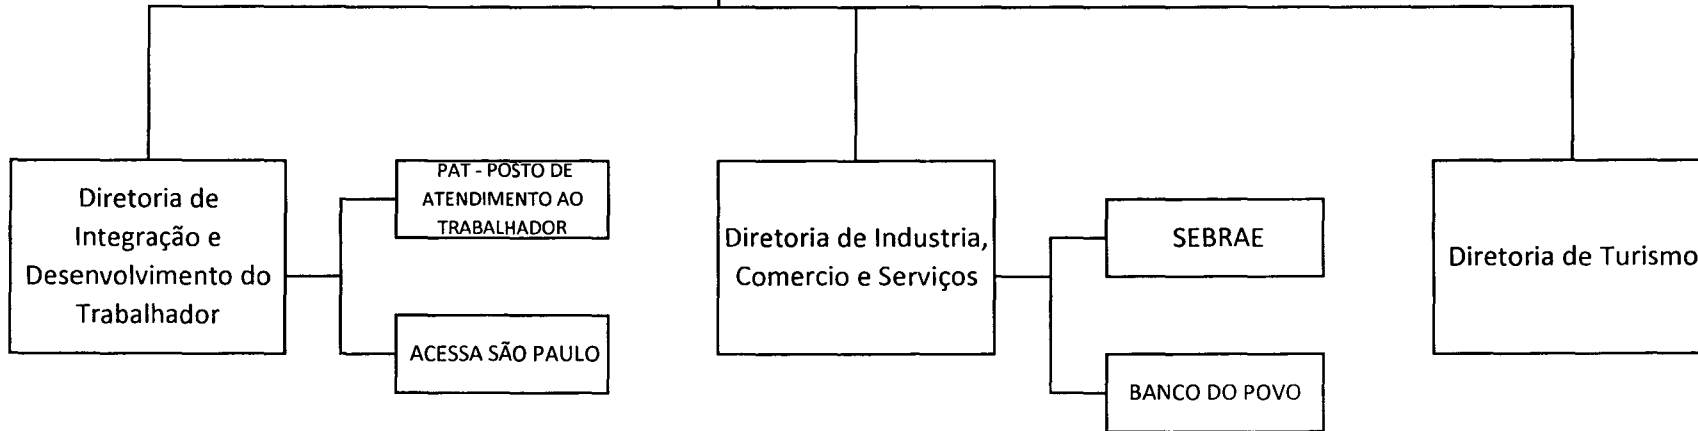 Diretoria de
Integração e
Desenvolvimento do
Trabalhador
PAT - POSTO DE
ATENDIMENTO AO
TRABALHADOR
ACESSA SÃO PAULO
Diretoria de Industria,
Comercio e Serviços
SEBRAE
BANCO DO POVO
Diretoria de Turismo